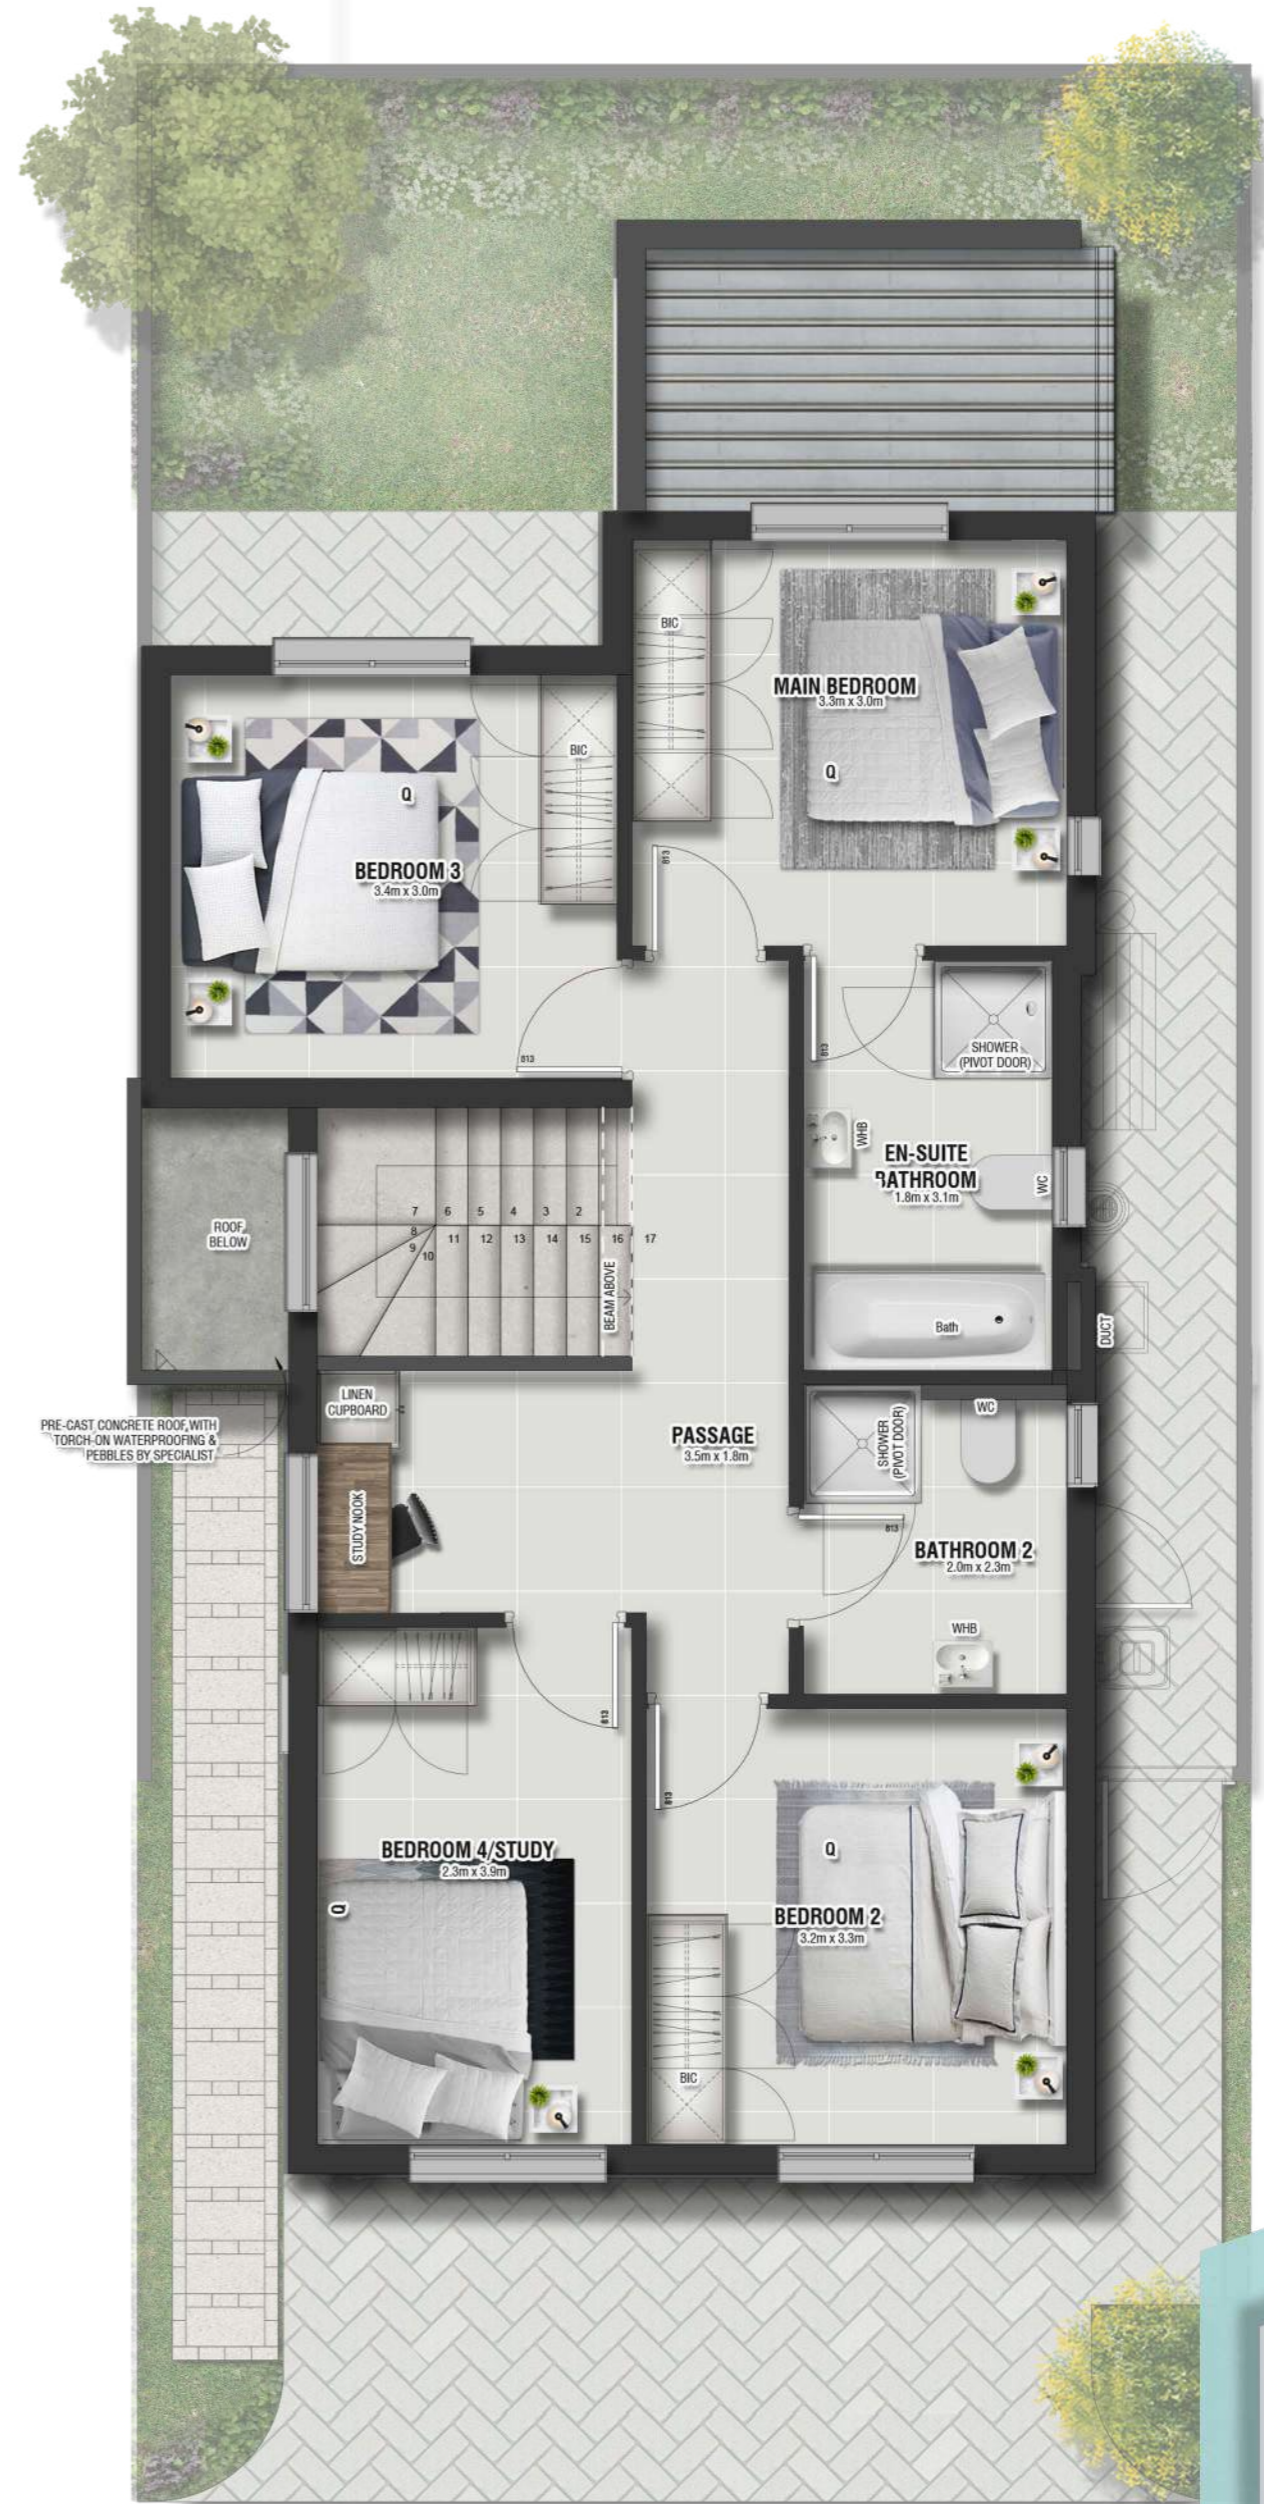 BIC
MAIN BEDROOM
3.3m x 3.0m
Q
BIC
Q
BEDROOM 3
3.4m x 3.0m
813
813
813
SHOWER
(PIVOT DOOR)
WHB
EN-SUITE
BATHROOM
1.8m x 3.1m
WC
ROOF
BELOW
7 6 5 4 3 2
8 9 10 11 12 13 14 15 16 17
BEAM ABOVE
Bath
DUCT
LINEN
CUPBOARD
PRE-CAST CONCRETE ROOF WITH
TORCH-ON WATERPROOFING &
PEBBLES BY SPECIALIST
PASSAGE
3.5m x 1.8m
SHOWER
(PIVOT DOOR)
WC
STUDY NOOK
813
BATHROOM 2
2.0m x 2.3m
WHB
813
813
BEDROOM 4/STUDY
2.3m x 3.9m
Q
Q
BEDROOM 2
3.2m x 3.3m
BIC